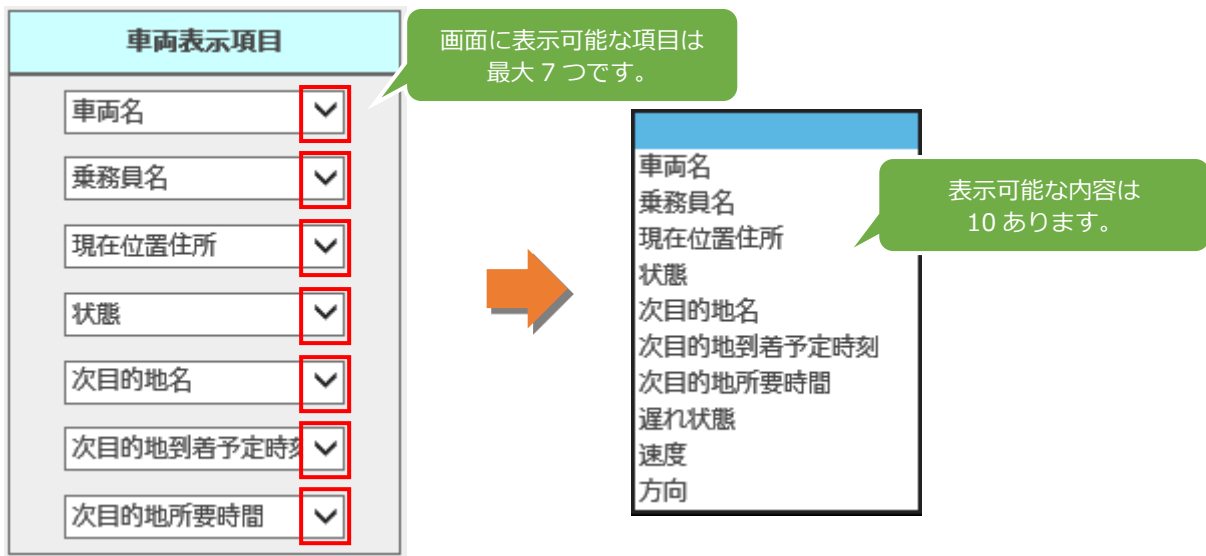 車両表示項目
画面に表示可能な項目は
最大 7 つです。
車両名
乗務員名
現在位置住所
状態
次目的地名
次目的地到着予定時刻
次目的地所要時間
車両名
乗務員名
現在位置住所
状態
次目的地名
次目的地到着予定時刻
次目的地所要時間
遅れ状態
速度
方向
表示可能な内容は
10 あります。